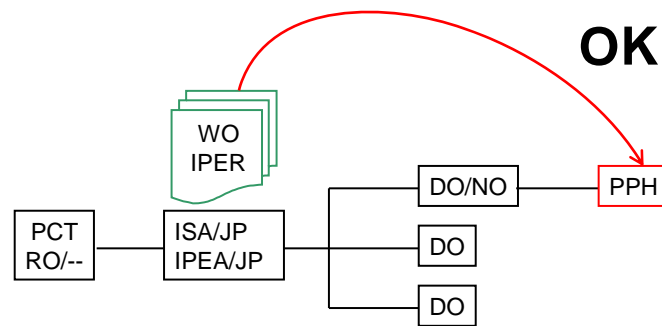 OK
WO
IPER
DO/NO
PPH
PCT
RO/--
ISA/JP
IPEA/JP
DO
DO